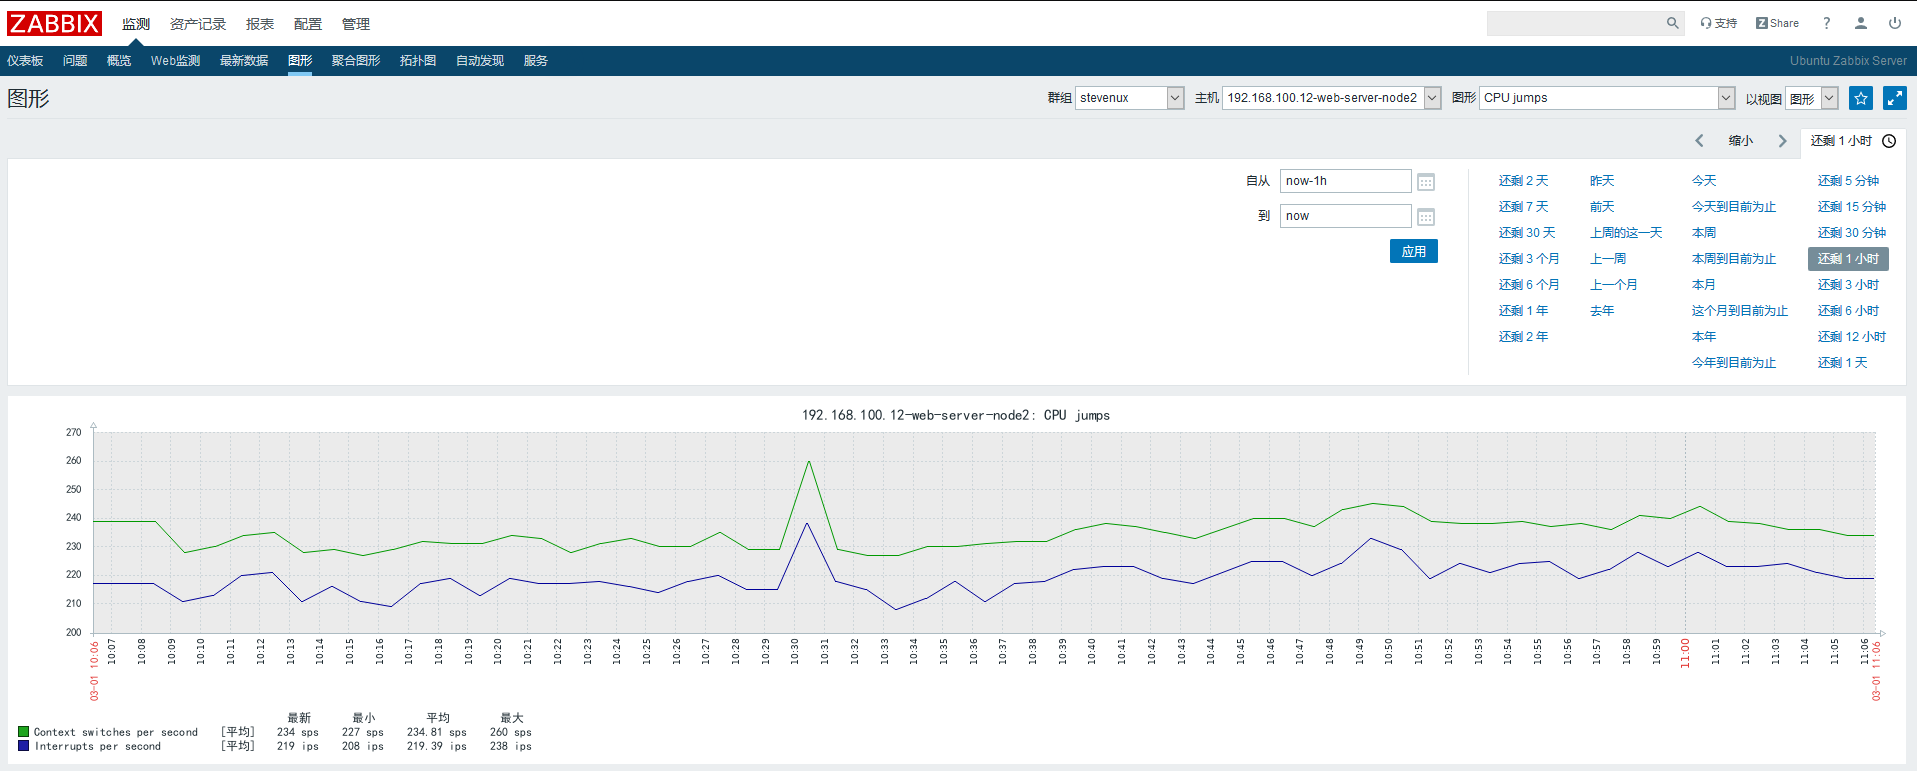 ZABBIX 监测 资产记录 报表 配置 管理 支持 Z Share ?
仪表板 问题 概览 Web监测 最新数据 图形 聚合图形 拓扑图 自动发现 服务 Ubuntu Zabbix Server
图形 群组 stevenux 主机 192.168.100.12-web-server-node2 图形 CPU jumps 以视图 图形
缩小 还剩 1 小时
自从 now-1h 还剩 2 天 昨天 今天 还剩 5 分钟
还剩 7 天 前天 今天到目前为止 还剩 15 分钟
到 now
还剩 30 天 上周的这一天 本周 还剩 30 分钟
应用
还剩 3 个月 上一周 本周到目前为止 还剩 1 小时
还剩 6 个月 上一个月 本月 还剩 3 小时
还剩 1 年 去年 这个月到目前为止 还剩 6 小时
还剩 2 年 本年 还剩 12 小时
今年到目前为止 还剩 1 天
192.168.100.12-web-server-node2: CPU jumps
270
260
250
240
230
220
210
200
03-01 10:06 10:07 10:08 10:09 10:10 10:11 10:12 10:13 10:14 10:15 10:16 10:17 10:18 10:19 10:20 10:21 10:22 10:23 10:24 10:25 10:26 10:27 10:28 10:29 10:30 10:31 10:32 10:33 10:34 10:35 10:36 10:37 10:38 10:39 10:40 10:41 10:42 10:43 10:44 10:45 10:46 10:47 10:48 10:49 10:50 10:51 10:52 10:53 10:54 10:55 10:56 10:57 10:58 10:59 11:00 11:01 11:02 11:03 11:04 11:05 11:06 03-01 11:06
最新 最小 平均 最大
Context switches per second [平均] 234 sps 227 sps 234.81 sps 260 sps
Interrupts per second [平均] 219 ips 208 ips 219.39 ips 238 ips